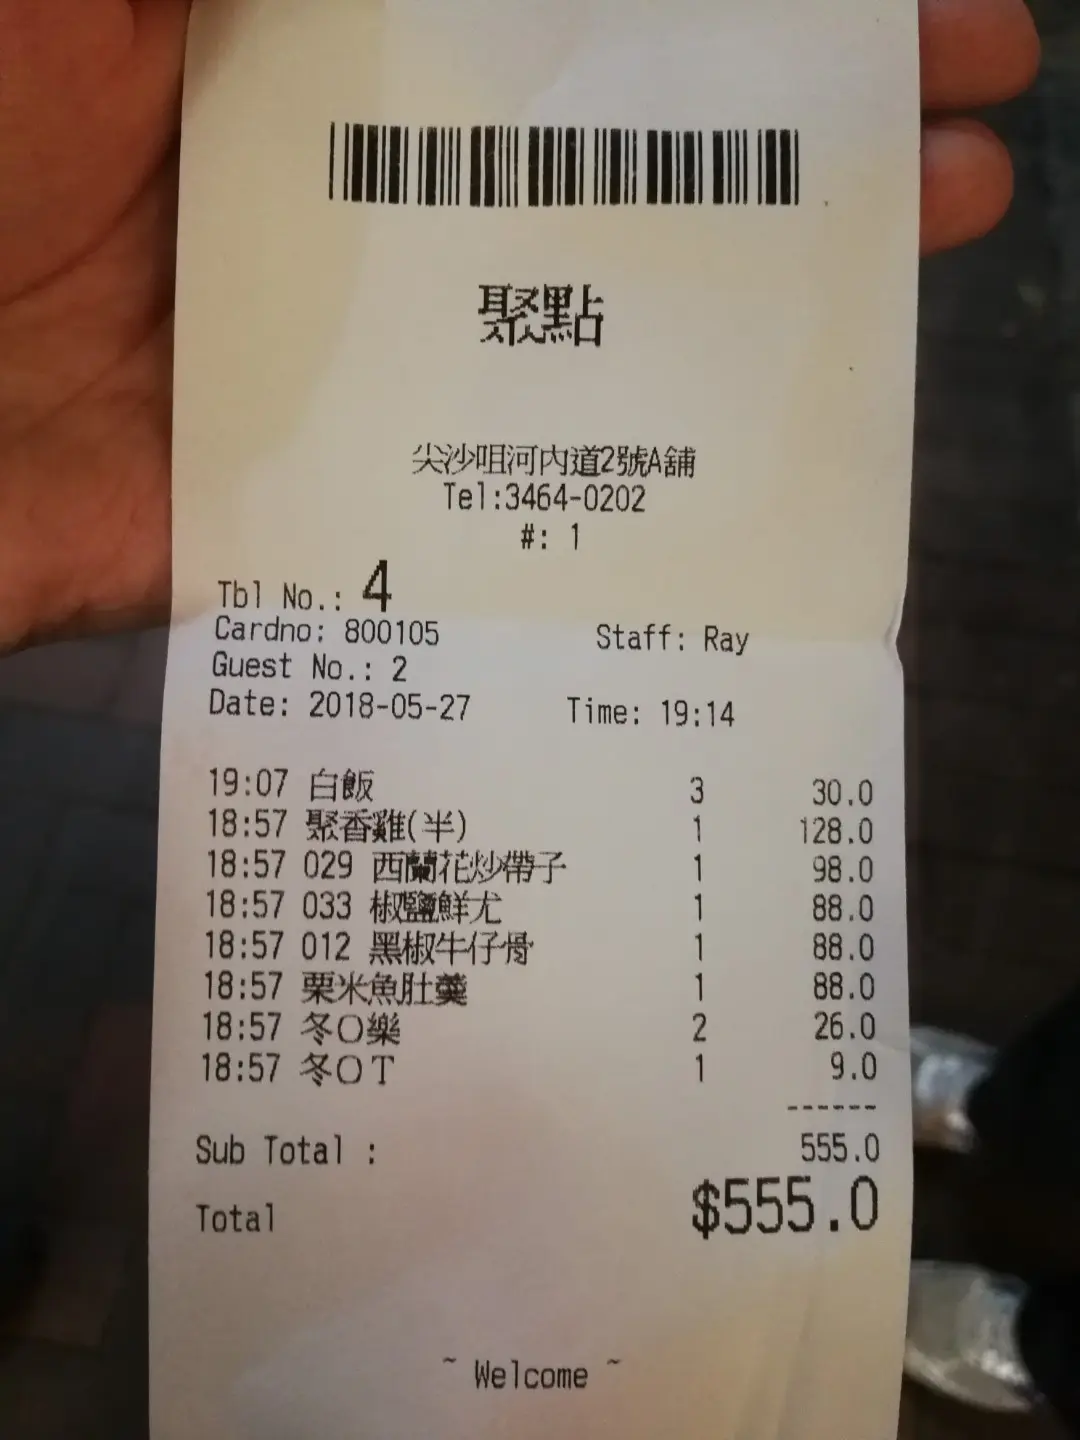 聚點
尖沙咀河內道2號A舖
Tel:3464-0202
#: 1
Tbl No.: 4
Cardno: 800105 Staff: Ray
Guest No.: 2
Date: 2018-05-27 Time: 19:14
19:07 白飯 3 30.0
18:57 聚香雞(半) 1 128.0
18:57 029 西蘭花炒帶子 1 98.0
18:57 033 椒鹽鮮尤 1 88.0
18:57 012 黑椒牛仔骨 1 88.0
18:57 粟米魚肚羹 1 88.0
18:57 冬O樂 2 26.0
18:57 冬OT 1 9.0
------
Sub Total : 555.0
Total $555.0
~ Welcome ~